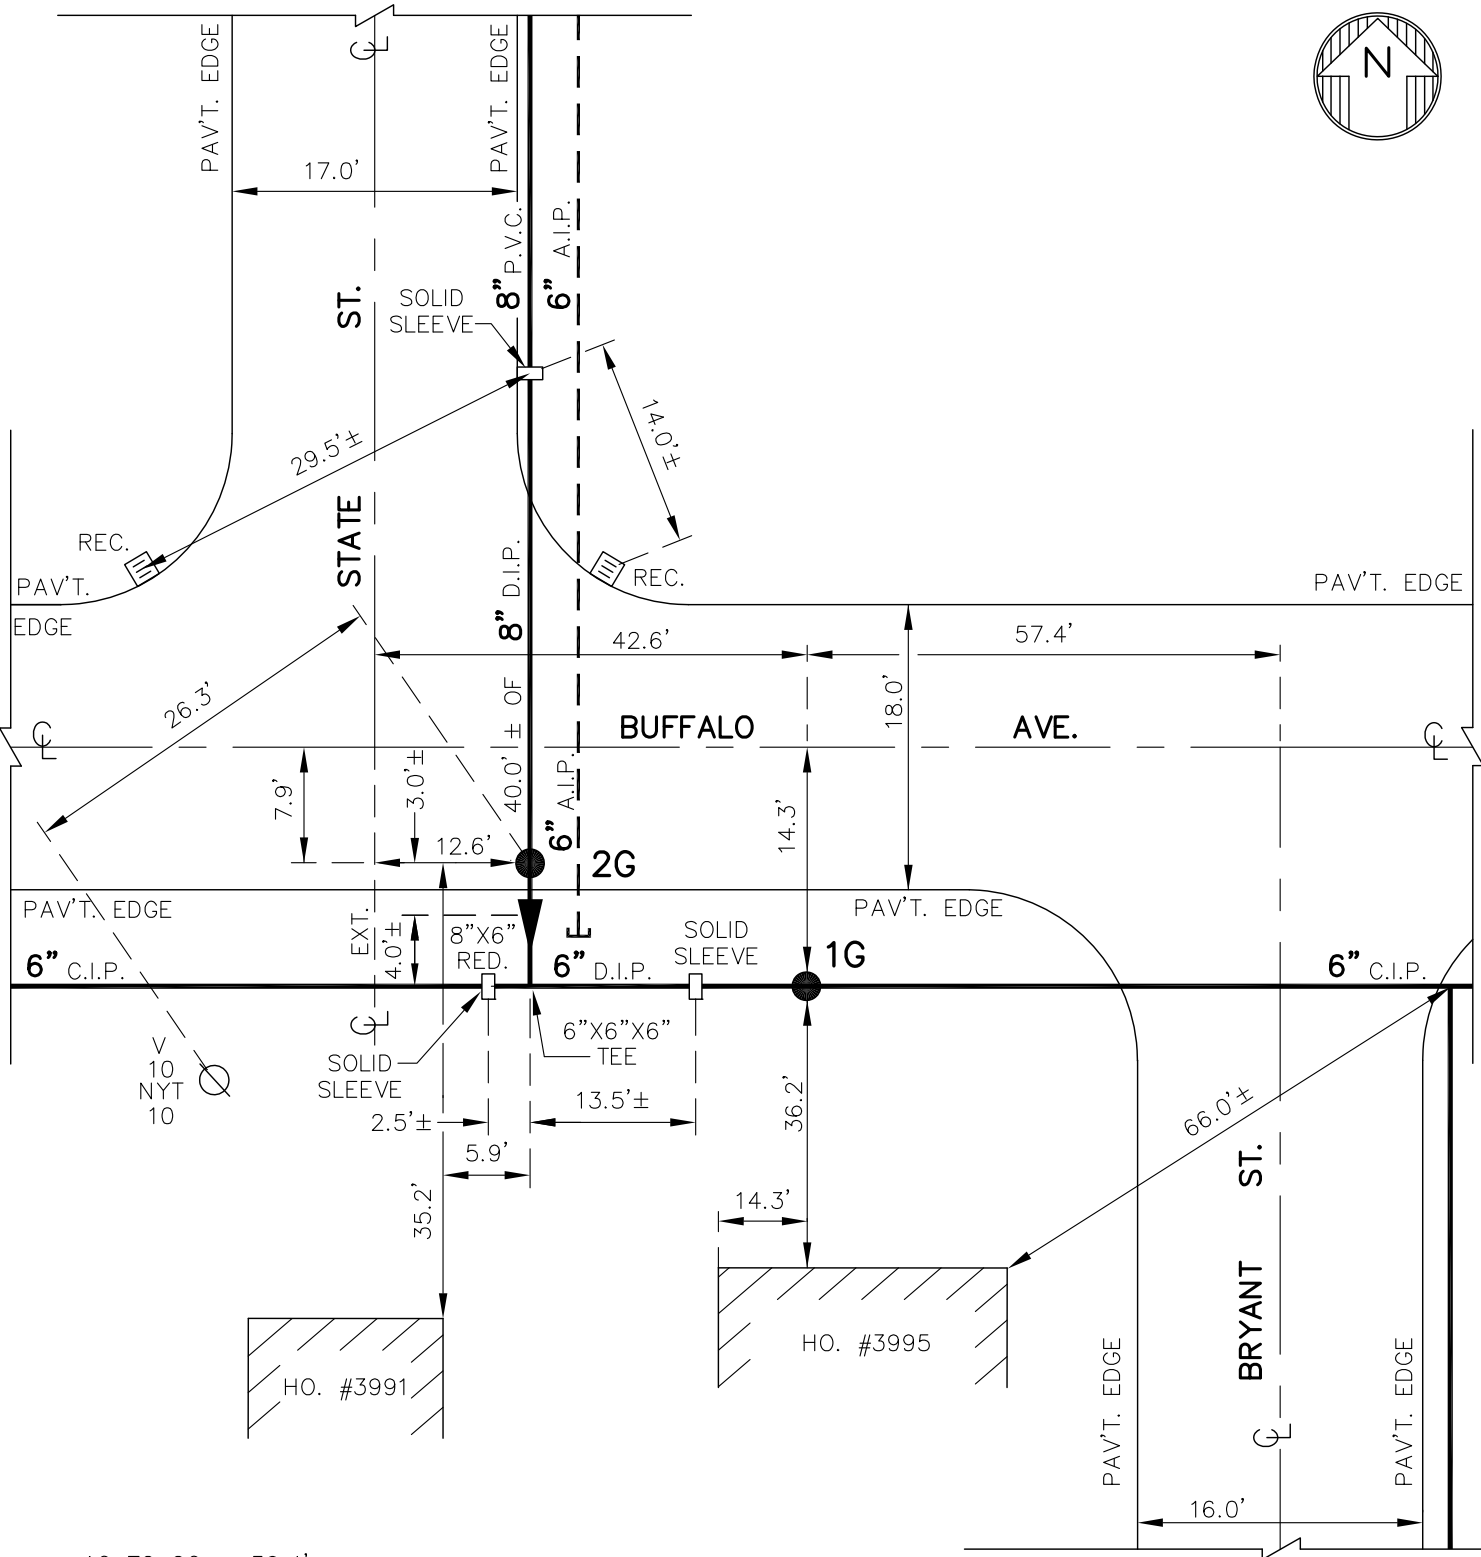 N
PAV'T. EDGE
℄
PAV'T. EDGE
17.0'
8" P.V.C.
6" A.I.P.
STATE ST.
SOLID
SLEEVE
29.5'±
14.0'±
REC.
REC.
PAV'T.
EDGE
PAV'T. EDGE
8" D.I.P.
40.0' ± OF
42.6'
57.4'
26.3'
18.0'
BUFFALO AVE.
℄
℄
7.9'
3.0'±
6" A.I.P.
14.3'
12.6'
2G
PAV'T. EDGE
EXT.
4.0'±
8"X6"
RED.
SOLID
SLEEVE
PAV'T. EDGE
1G
6" C.I.P.
6" D.I.P.
6" C.I.P.
℄
V
10
NYT
10
SOLID
SLEEVE
6"X6"X6"
TEE
2.5'±
13.5'±
36.2'
66.0'±
5.9'
35.2'
14.3'
BRYANT ST.
HO. #3991
HO. #3995
PAV'T. EDGE
PAV'T. EDGE
℄
16.0'